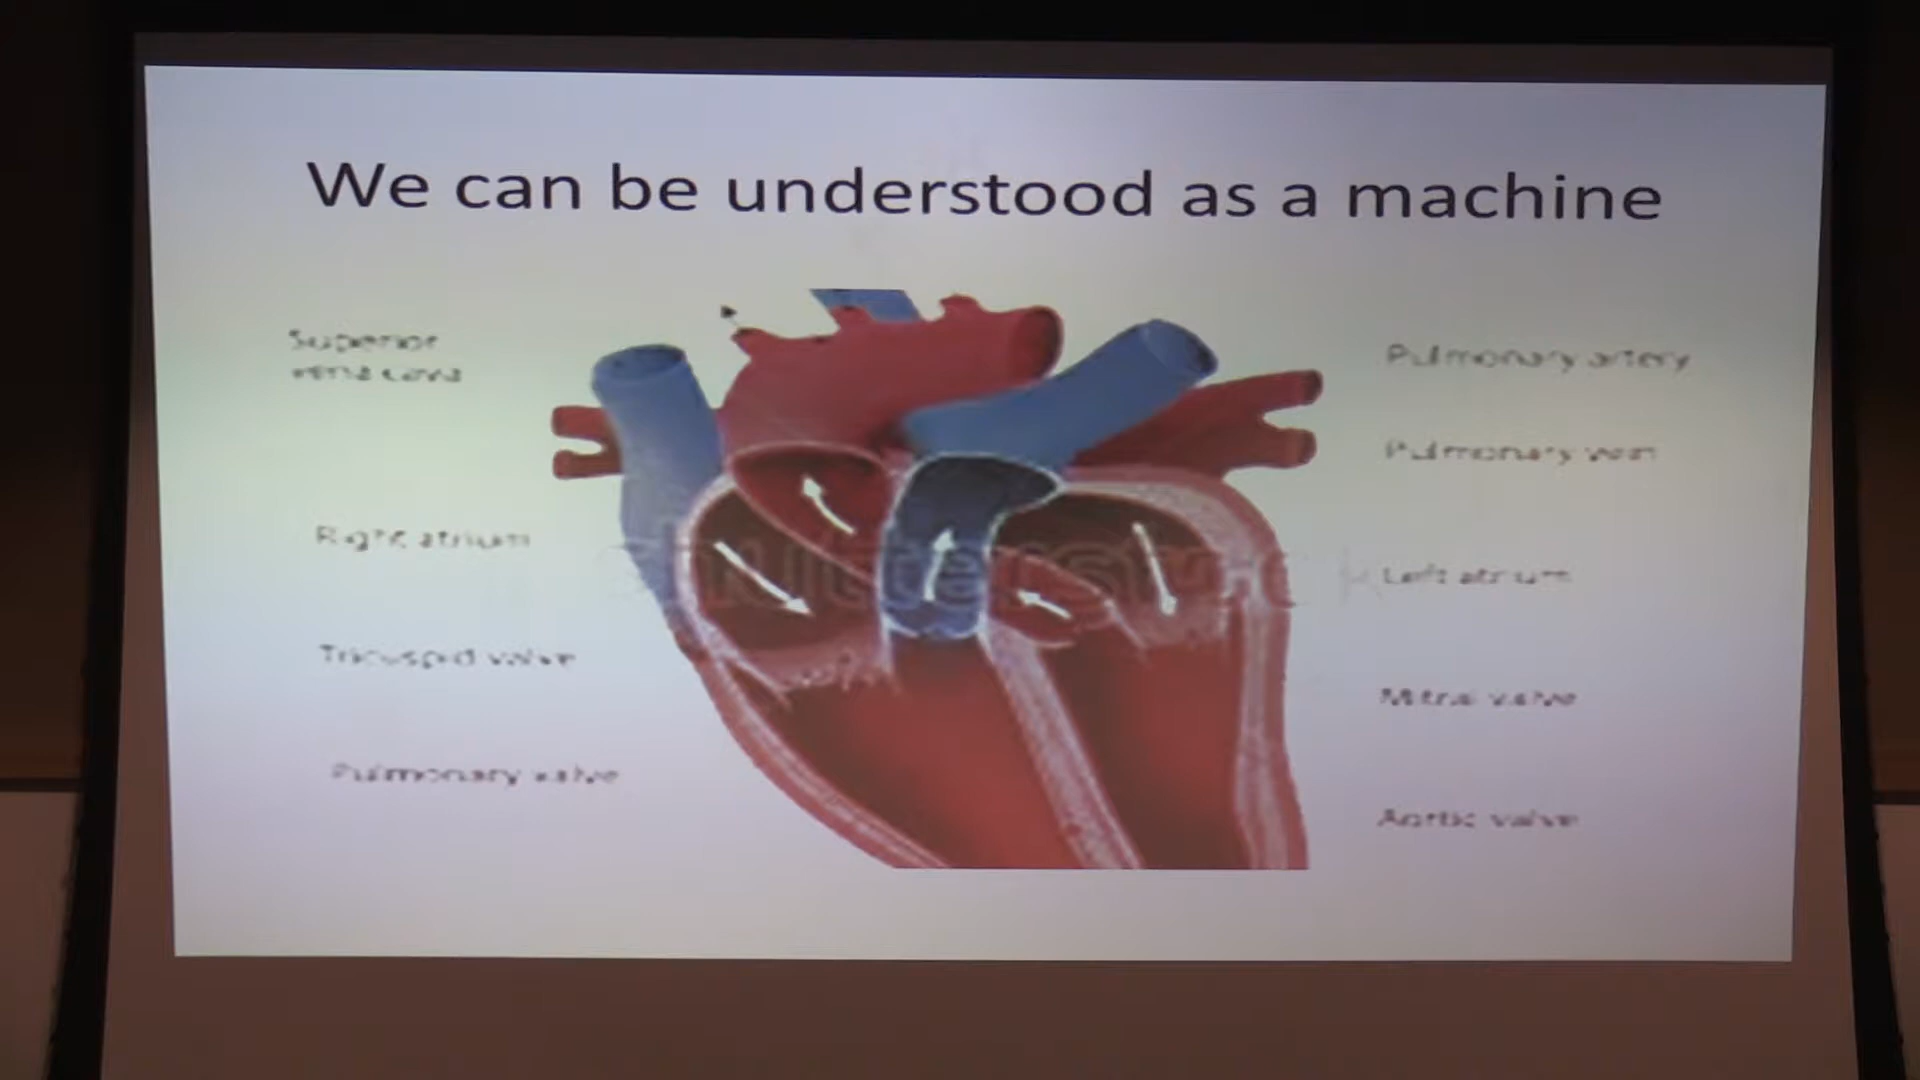 We can be understood as a machine
Superior
vena cava
Right atrium
Tricuspid valve
Pulmonary valve
Pulmonary artery
Pulmonary vein
Left atrium
Mitral valve
Aortic valve
shutterstock